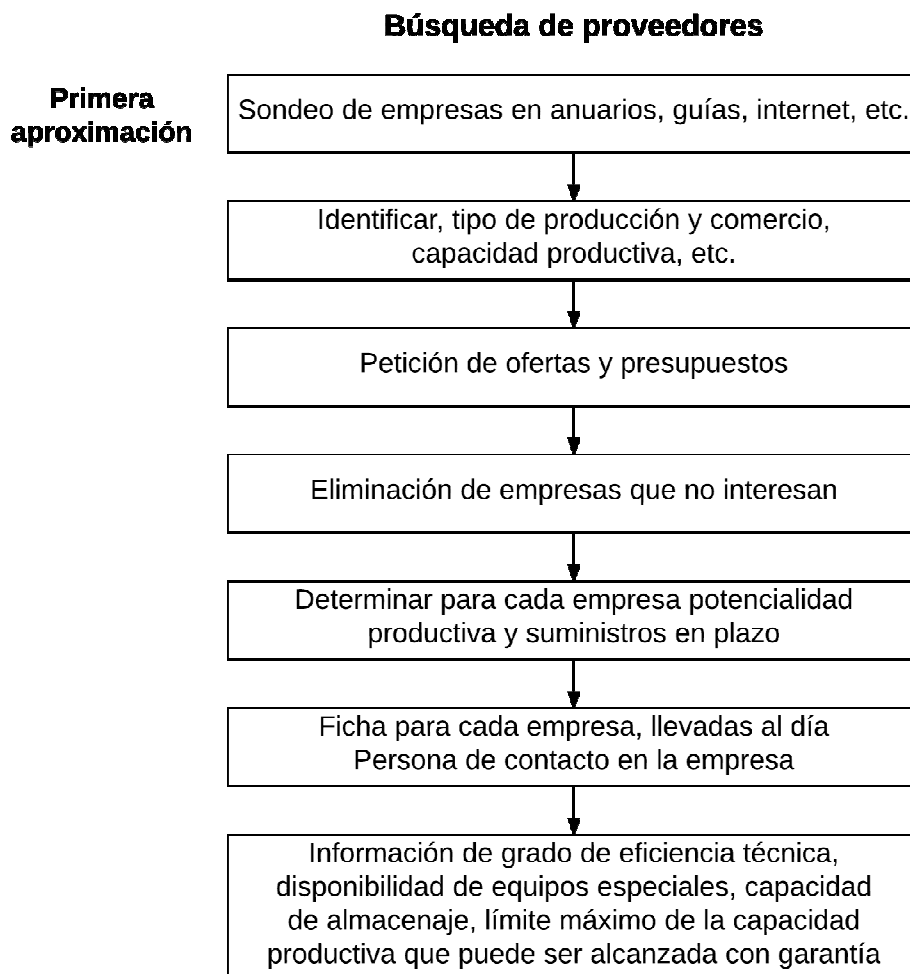 Búsqueda de proveedores
Primera
aproximación
Sondeo de empresas en anuarios, guías, internet, etc.
Identificar, tipo de producción y comercio,
capacidad productiva, etc.
Petición de ofertas y presupuestos
Eliminación de empresas que no interesan
Determinar para cada empresa potencialidad
productiva y suministros en plazo
Ficha para cada empresa, llevadas al día
Persona de contacto en la empresa
Información de grado de eficiencia técnica,
disponibilidad de equipos especiales, capacidad
de almacenaje, límite máximo de la capacidad
productiva que puede ser alcanzada con garantía